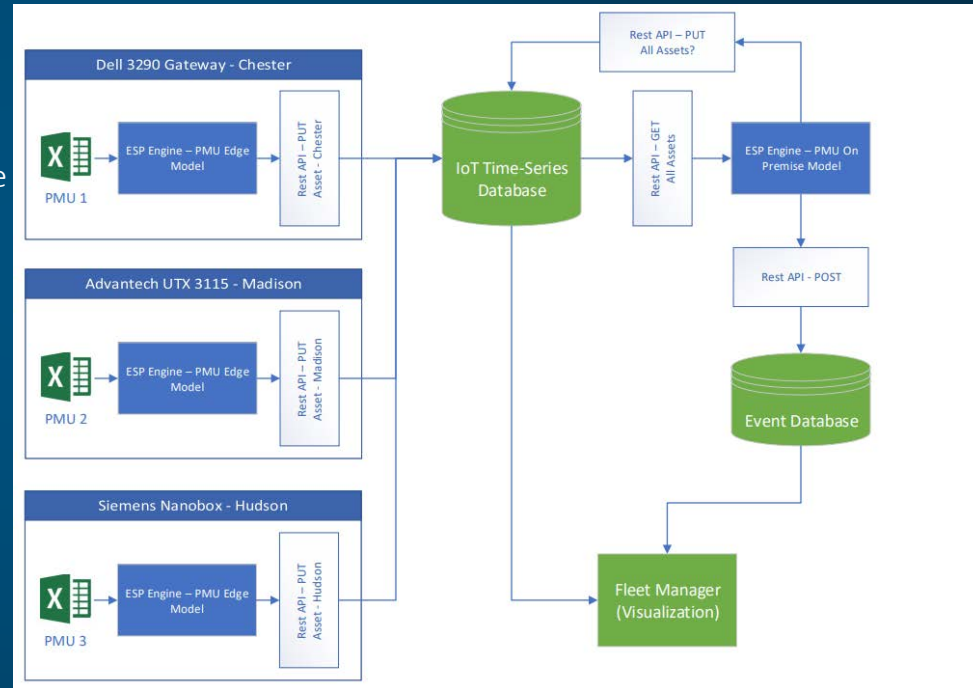 e
Dell 3290 Gateway - Chester
X
PMU 1
ESP Engine – PMU Edge
Model
Rest API – PUT
Asset - Chester
Advantech UTX 3115 - Madison
X
PMU 2
ESP Engine – PMU Edge
Model
Rest API – PUT
Asset - Madison
Siemens Nanobox - Hudson
X
PMU 3
ESP Engine – PMU Edge
Model
Rest API – PUT
Asset - Hudson
IoT Time-Series
Database
Rest API – PUT
All Assets?
Rest API – GET
All Assets
ESP Engine – PMU On
Premise Model
Rest API - POST
Event Database
Fleet Manager
(Visualization)